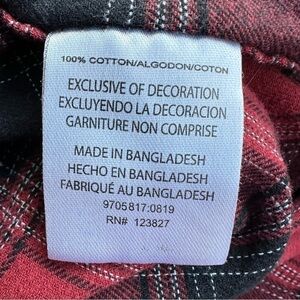 100% COTTON/ALGODON/COTON
EXCLUSIVE OF DECORATION
EXCLUYENDO LA DECORACION
GARNITURE NON COMPRISE
MADE IN BANGLADESH
HECHO EN BANGLADESH
FABRIQUÉ AU BANGLADESH
9705817:0819
RN# 123827